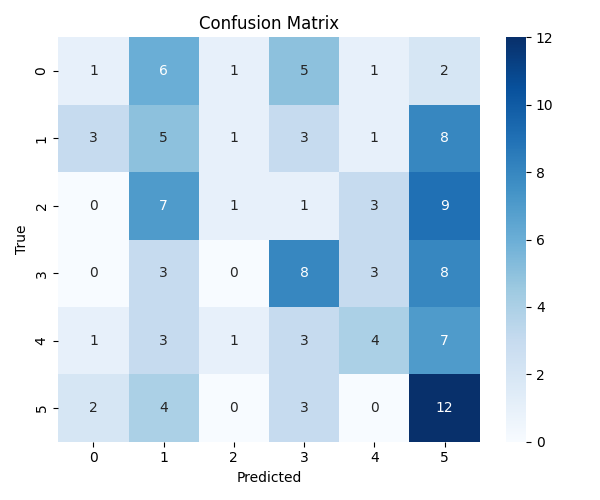 Confusion Matrix
True
0 1 6 1 5 1 2
1 3 5 1 3 1 8
2 0 7 1 1 3 9
3 0 3 0 8 3 8
4 1 3 1 3 4 7
5 2 4 0 3 0 12
0 1 2 3 4 5
Predicted
12
10
8
6
4
2
0